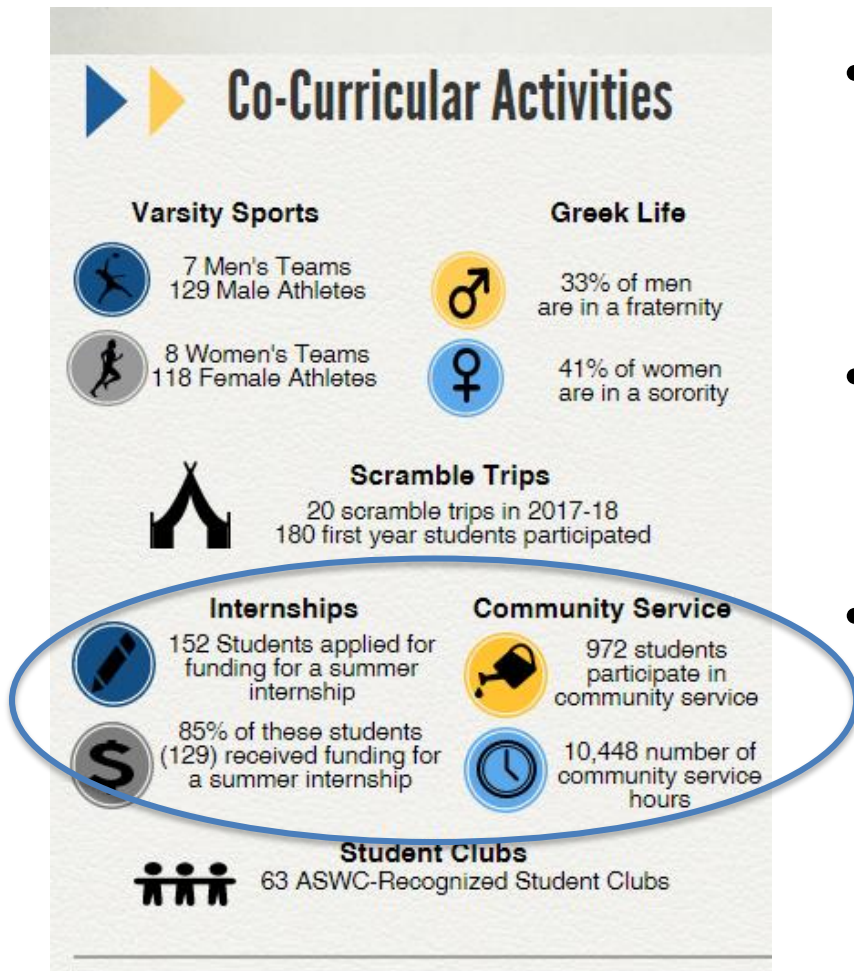 Co-Curricular Activities
Varsity Sports
7 Men's Teams
129 Male Athletes
8 Women's Teams
118 Female Athletes
Greek Life
33% of men
are in a fraternity
41% of women
are in a sorority
Scramble Trips
20 scramble trips in 2017-18
180 first year students participated
Internships
152 Students applied for
funding for a summer
internship
85% of these students
(129) received funding for
a summer internship
Community Service
972 students
participate in
community service
10,448 number of
community service
hours
Student Clubs
63 ASWC-Recognized Student Clubs